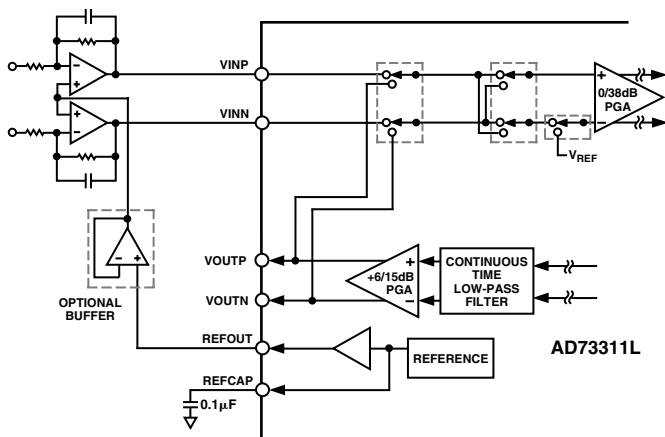 VINP
VINN
0/38dB
PGA
VREF
VOUTP
VOUTN
+6/15dB
PGA
CONTINUOUS
TIME
LOW-PASS
FILTER
OPTIONAL
BUFFER
REFOUT
REFCAP
REFERENCE
0.1µF
AD73311L